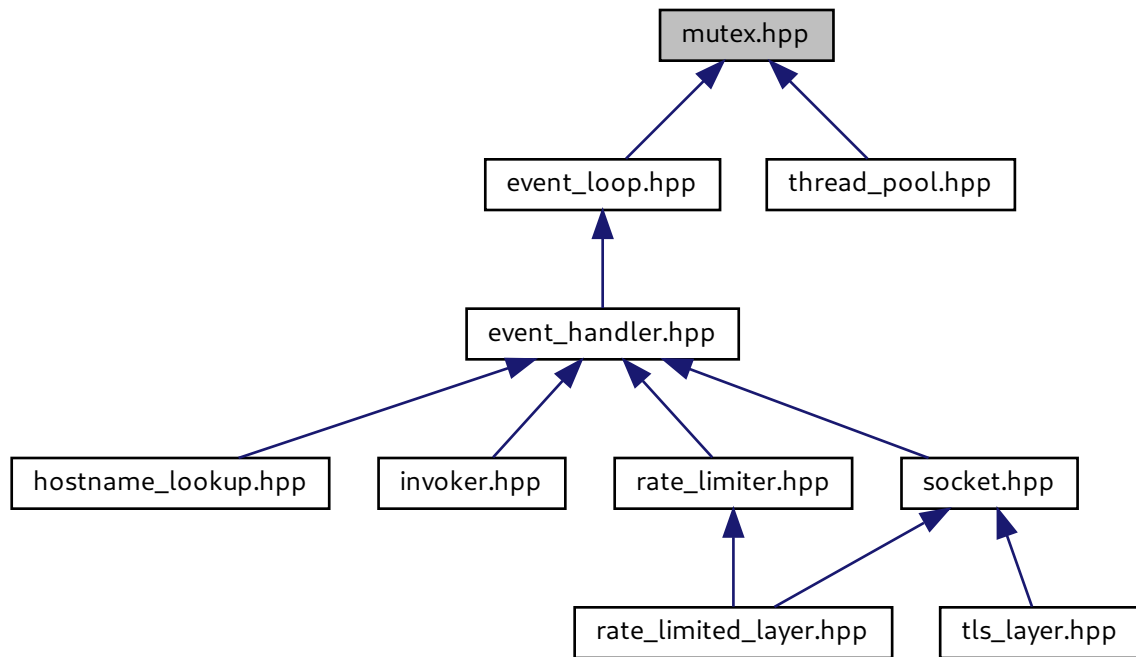 mutex.hpp
event_loop.hpp
thread_pool.hpp
event_handler.hpp
hostname_lookup.hpp
invoker.hpp
rate_limiter.hpp
socket.hpp
rate_limited_layer.hpp
tls_layer.hpp